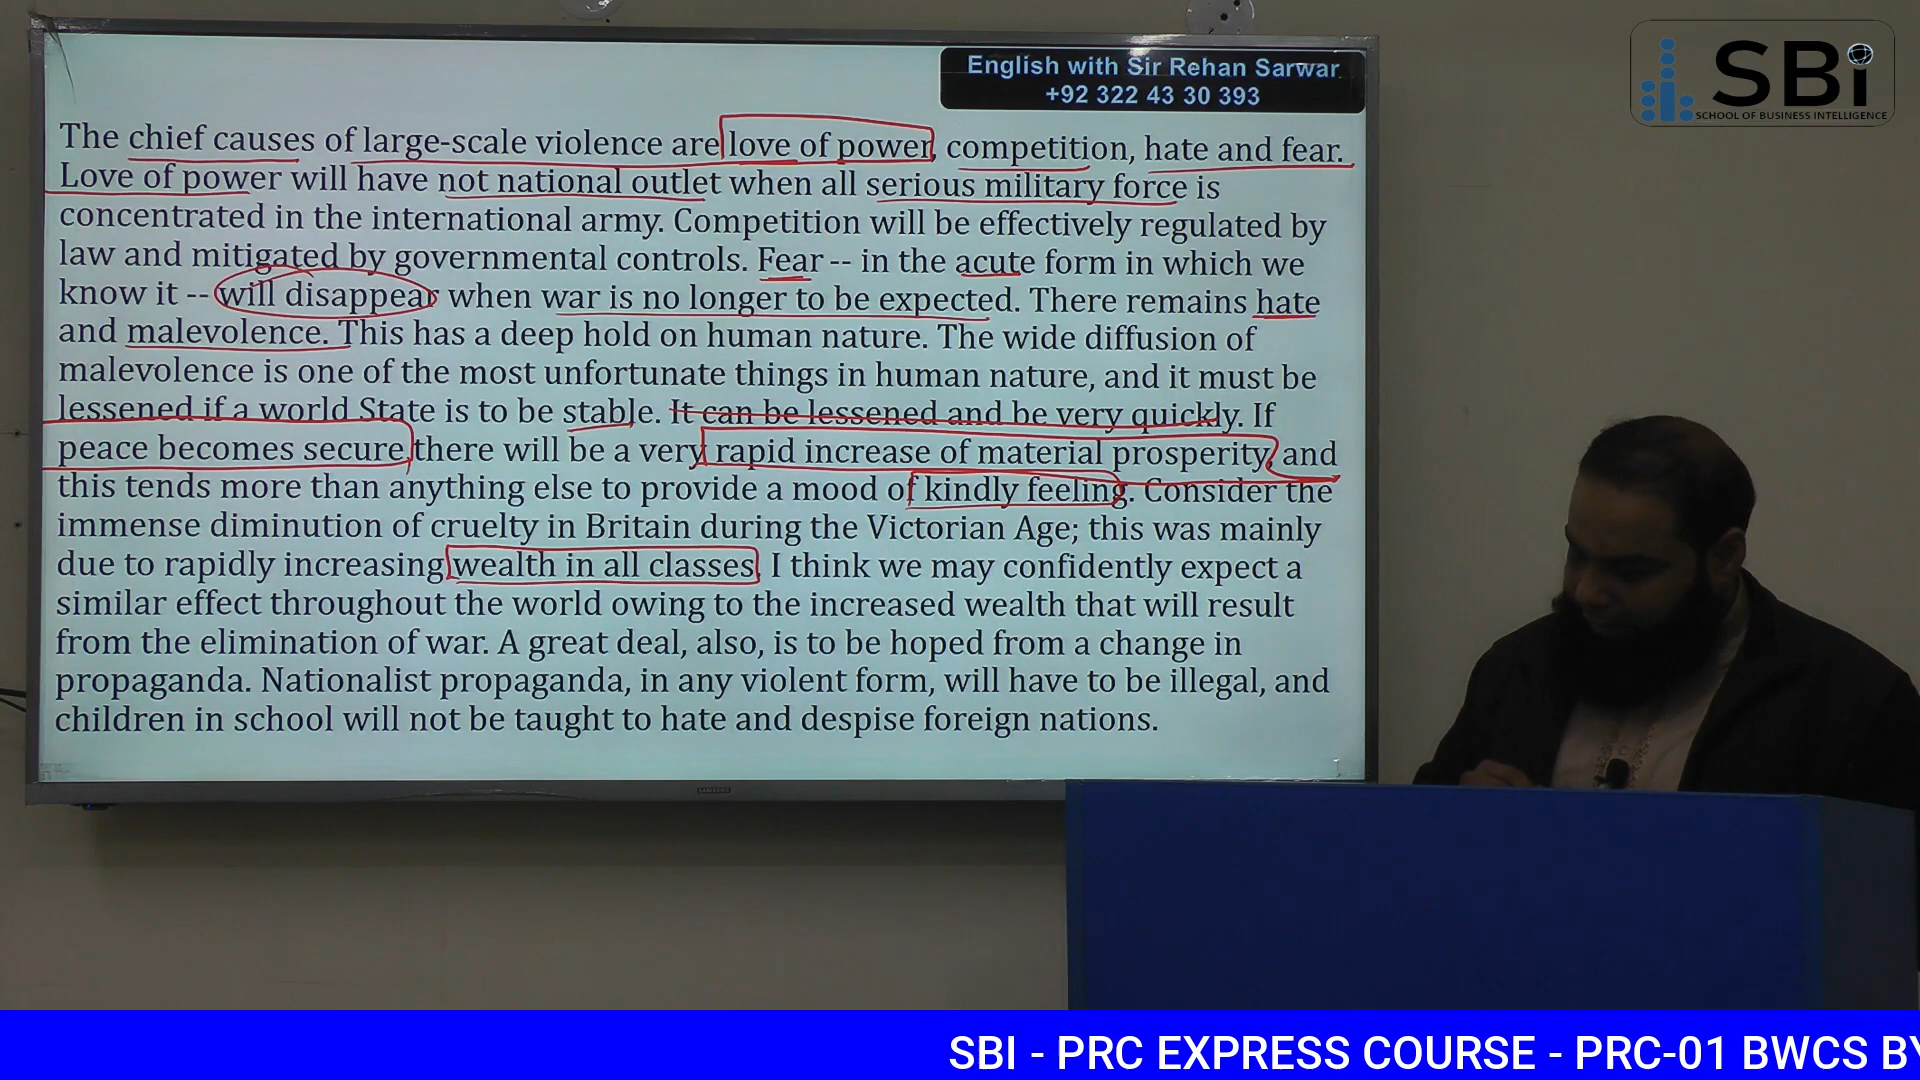 English with Sir Rehan Sarwar
+92 322 43 30 393
SBi
SCHOOL OF BUSINESS INTELLIGENCE
The chief causes of large-scale violence are love of power, competition, hate and fear.
Love of power will have not national outlet when all serious military force is
concentrated in the international army. Competition will be effectively regulated by
law and mitigated by governmental controls. Fear -- in the acute form in which we
know it -- will disappear when war is no longer to be expected. There remains hate
and malevolence. This has a deep hold on human nature. The wide diffusion of
malevolence is one of the most unfortunate things in human nature, and it must be
lessened if a world State is to be stable. It can be lessened and be very quickly. If
peace becomes secure there will be a very rapid increase of material prosperity, and
this tends more than anything else to provide a mood of kindly feeling. Consider the
immense diminution of cruelty in Britain during the Victorian Age; this was mainly
due to rapidly increasing wealth in all classes. I think we may confidently expect a
similar effect throughout the world owing to the increased wealth that will result
from the elimination of war. A great deal, also, is to be hoped from a change in
propaganda. Nationalist propaganda, in any violent form, will have to be illegal, and
children in school will not be taught to hate and despise foreign nations.
1
SAMSUNG
SBI - PRC EXPRESS COURSE - PRC-01 BWCS BY